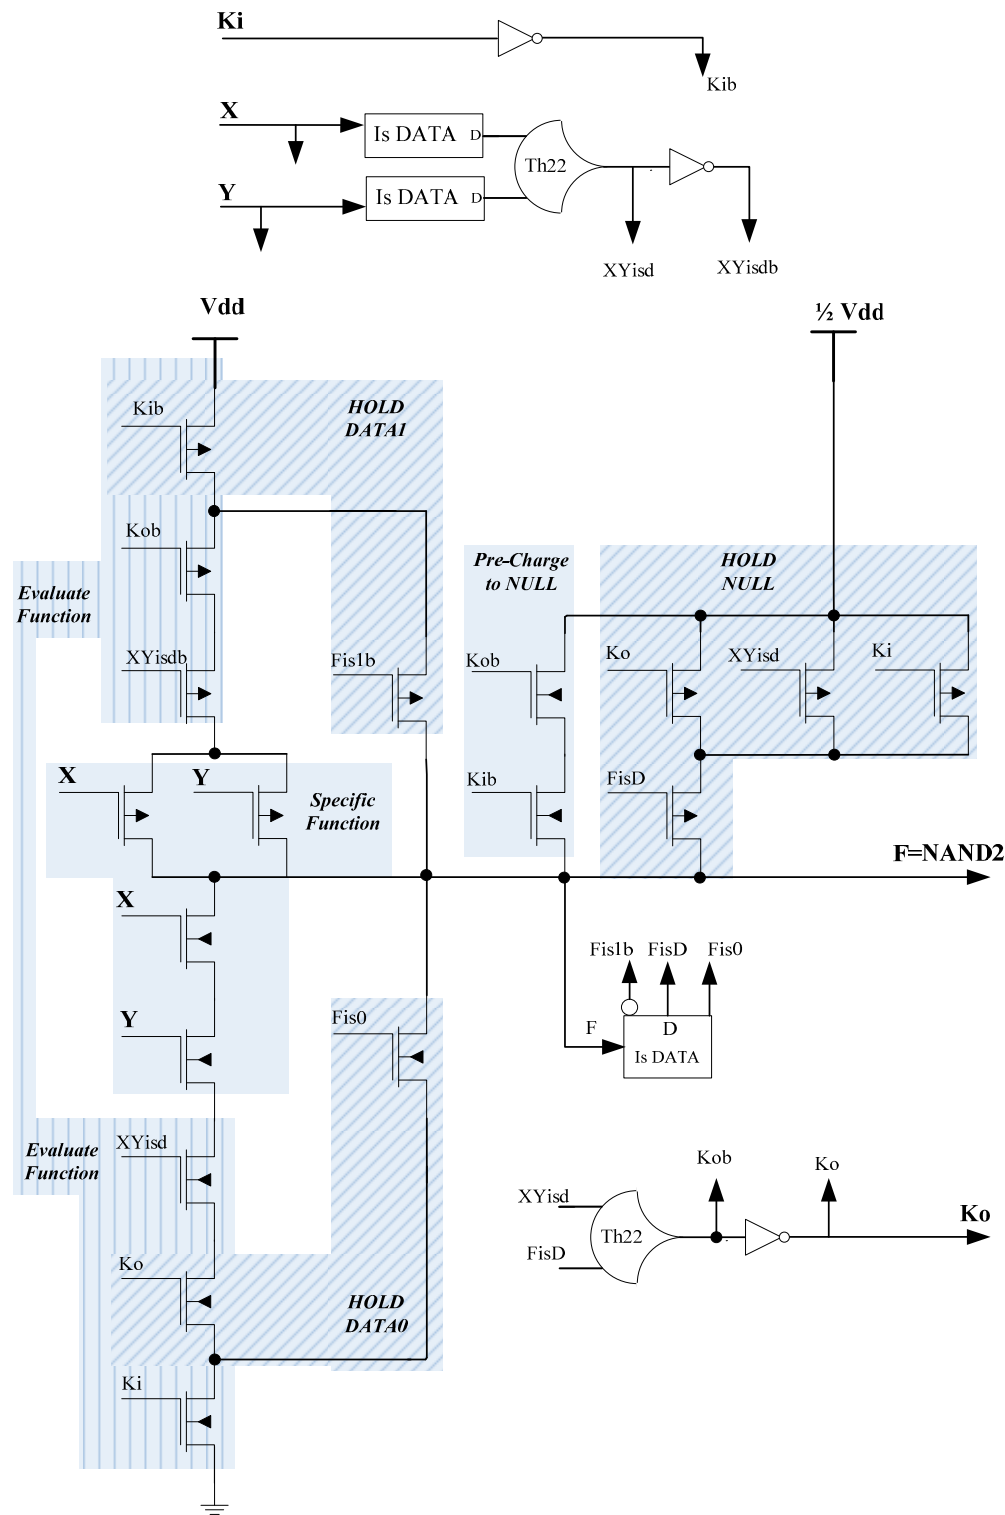 Ki
Kib
X
Is DATA D
Th22
Y
Is DATA D
XYisd
XYisdb
Vdd
½ Vdd
Kib
HOLD
DATA1
Kob
Evaluate
Function
XYisdb
Fis1b
Pre-Charge
to NULL
HOLD
NULL
Kob
Ko
XYisd
Ki
X
Y
Specific
Function
Kib
FisD
F=NAND2
X
Y
Fis0
Fis1b
FisD
Fis0
F
D
Is DATA
Evaluate
Function
XYisd
Ko
HOLD
DATA0
Ki
XYisd
FisD
Th22
Kob
Ko
Ko